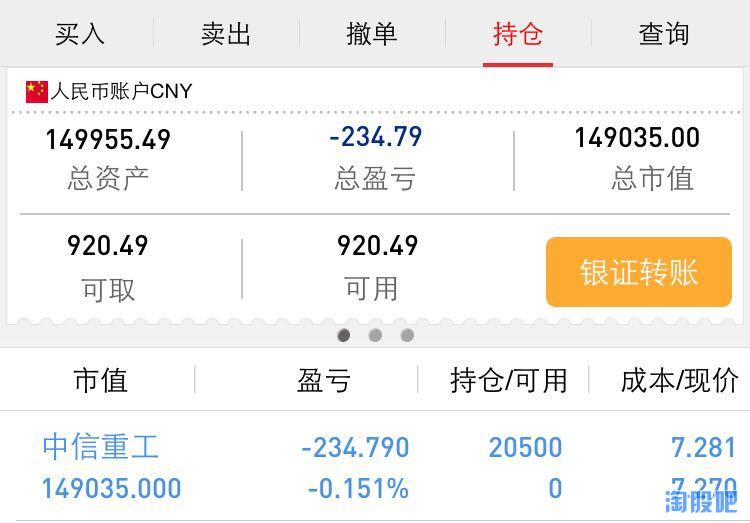 买入 卖出 撤单 持仓 查询
人民币账户CNY
149955.49 -234.79 149035.00
总资产 总盈亏 总市值
920.49 920.49
可取 可用 银证转账
市值 盈亏 持仓/可用 成本/现价
中信重工 -234.790 20500 7.281
149035.000 -0.151% 0 7.270
淘股吧